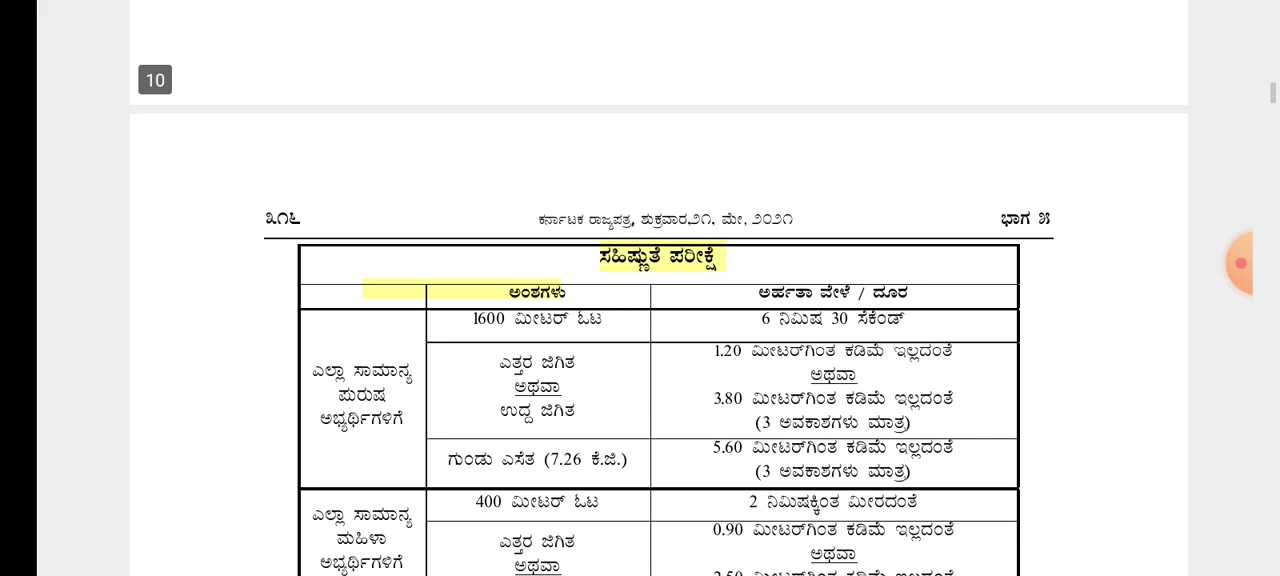 10
೩೧೬ ಕರ್ನಾಟಕ ರಾಜ್ಯಪತ್ರ, ಶುಕ್ರವಾರ,೨೧, ಮೇ, ೨೦೨೧ ಭಾಗ ೫
ಸಹಿಷ್ಣುತೆ ಪರೀಕ್ಷೆ
ಅಂಶಗಳು ಅರ್ಹತಾ ವೇಳೆ / ದೂರ
ಎಲ್ಲಾ ಸಾಮಾನ್ಯ
ಪುರುಷ
ಅಭ್ಯರ್ಥಿಗಳಿಗೆ
1600 ಮೀಟರ್ ಓಟ
6 ನಿಮಿಷ 30 ಸೆಕೆಂಡ್
ಎತ್ತರ ಜಿಗಿತ
ಅಥವಾ
ಉದ್ದ ಜಿಗಿತ
1.20 ಮೀಟರ್‌ಗಿಂತ ಕಡಿಮೆ ಇಲ್ಲದಂತೆ
ಅಥವಾ
3.80 ಮೀಟರ್‌ಗಿಂತ ಕಡಿಮೆ ಇಲ್ಲದಂತೆ
(3 ಅವಕಾಶಗಳು ಮಾತ್ರ)
ಗುಂಡು ಎಸೆತ (7.26 ಕೆ.ಜಿ.)
5.60 ಮೀಟರ್‌ಗಿಂತ ಕಡಿಮೆ ಇಲ್ಲದಂತೆ
(3 ಅವಕಾಶಗಳು ಮಾತ್ರ)
ಎಲ್ಲಾ ಸಾಮಾನ್ಯ
ಮಹಿಳಾ
ಅಭ್ಯರ್ಥಿಗಳಿಗೆ
400 ಮೀಟರ್ ಓಟ
2 ನಿಮಿಷಕ್ಕಿಂತ ಮೀರದಂತೆ
ಎತ್ತರ ಜಿಗಿತ
ಅಥವಾ
0.90 ಮೀಟರ್‌ಗಿಂತ ಕಡಿಮೆ ಇಲ್ಲದಂತೆ
ಅಥವಾ